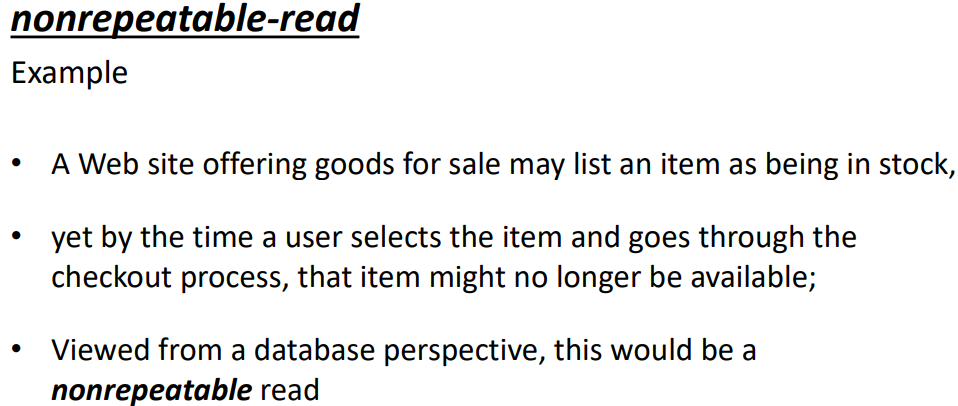 nonrepeatable-read
Example
• A Web site offering goods for sale may list an item as being in stock,
• yet by the time a user selects the item and goes through the
checkout process, that item might no longer be available;
• Viewed from a database perspective, this would be a
nonrepeatable read